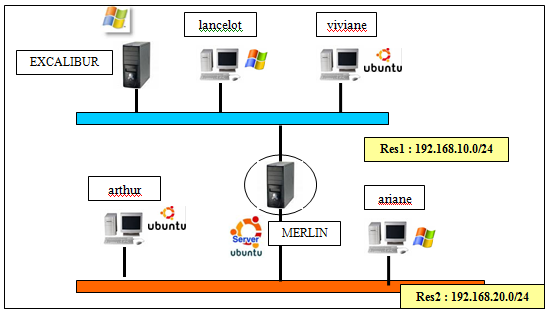 lancelot
viviane
EXCALIBUR
ubuntu
Res1 : 192.168.10.0/24
arthur
ariane
ubuntu
Server
ubuntu
MERLIN
Res2 : 192.168.20.0/24